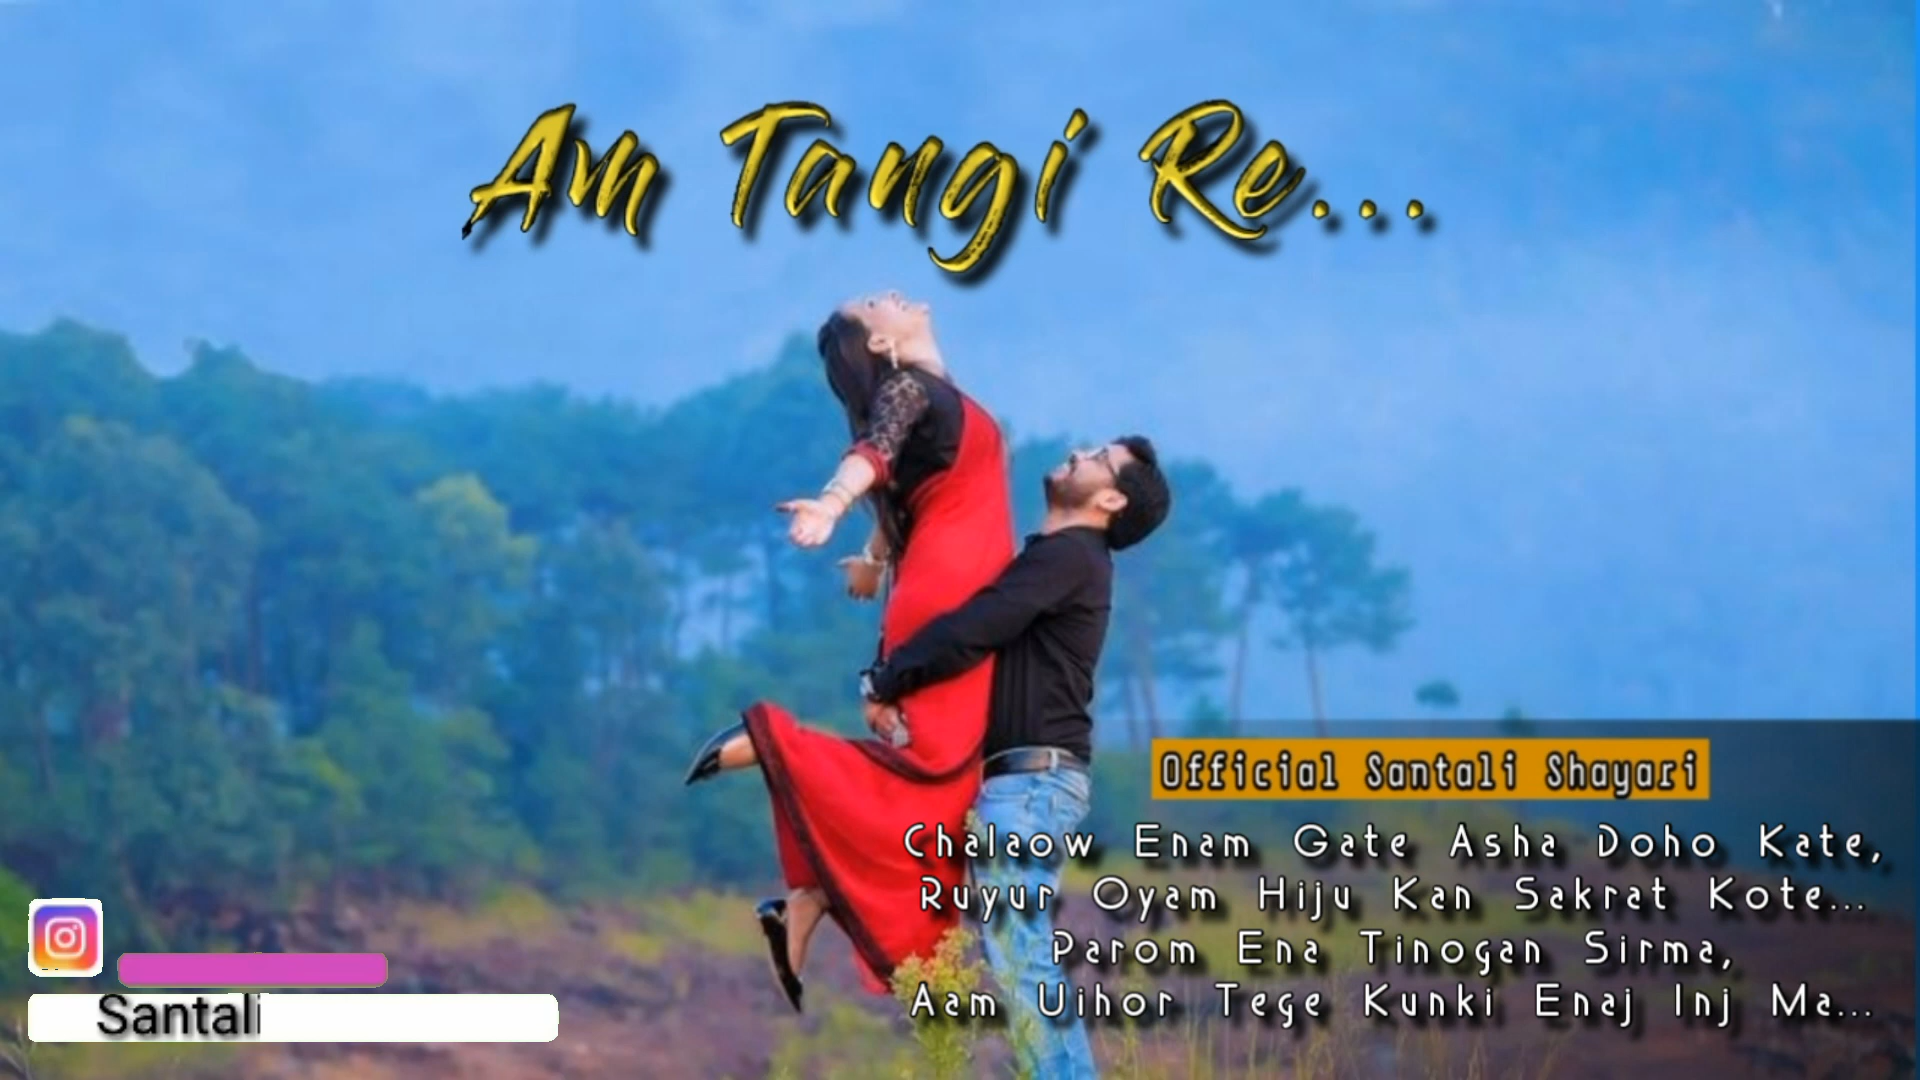 Am Tangi Re...
Official Santali Shayari
Chalaow Enam Gate Asha Doho Kate,
Ruyur Oyam Hiju Kan Sakrat Kote...
Parom Ena Tinogan Sirma,
Aam Uihor Tege Kunki Enaj Inj Ma...
Santali